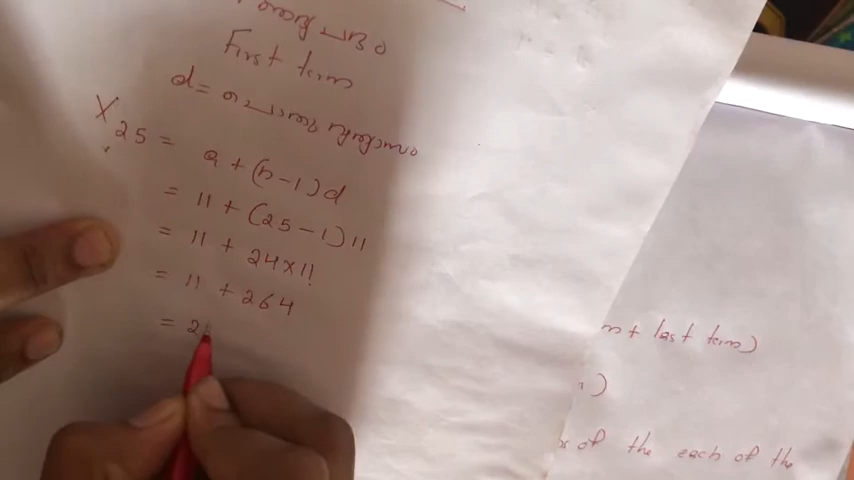 First term
d =
X25 = a + (n-1)d
= 11 + (25-1)11
= 11 + 24×11
= 11 + 264
= 2
+ last term)
of the each of the